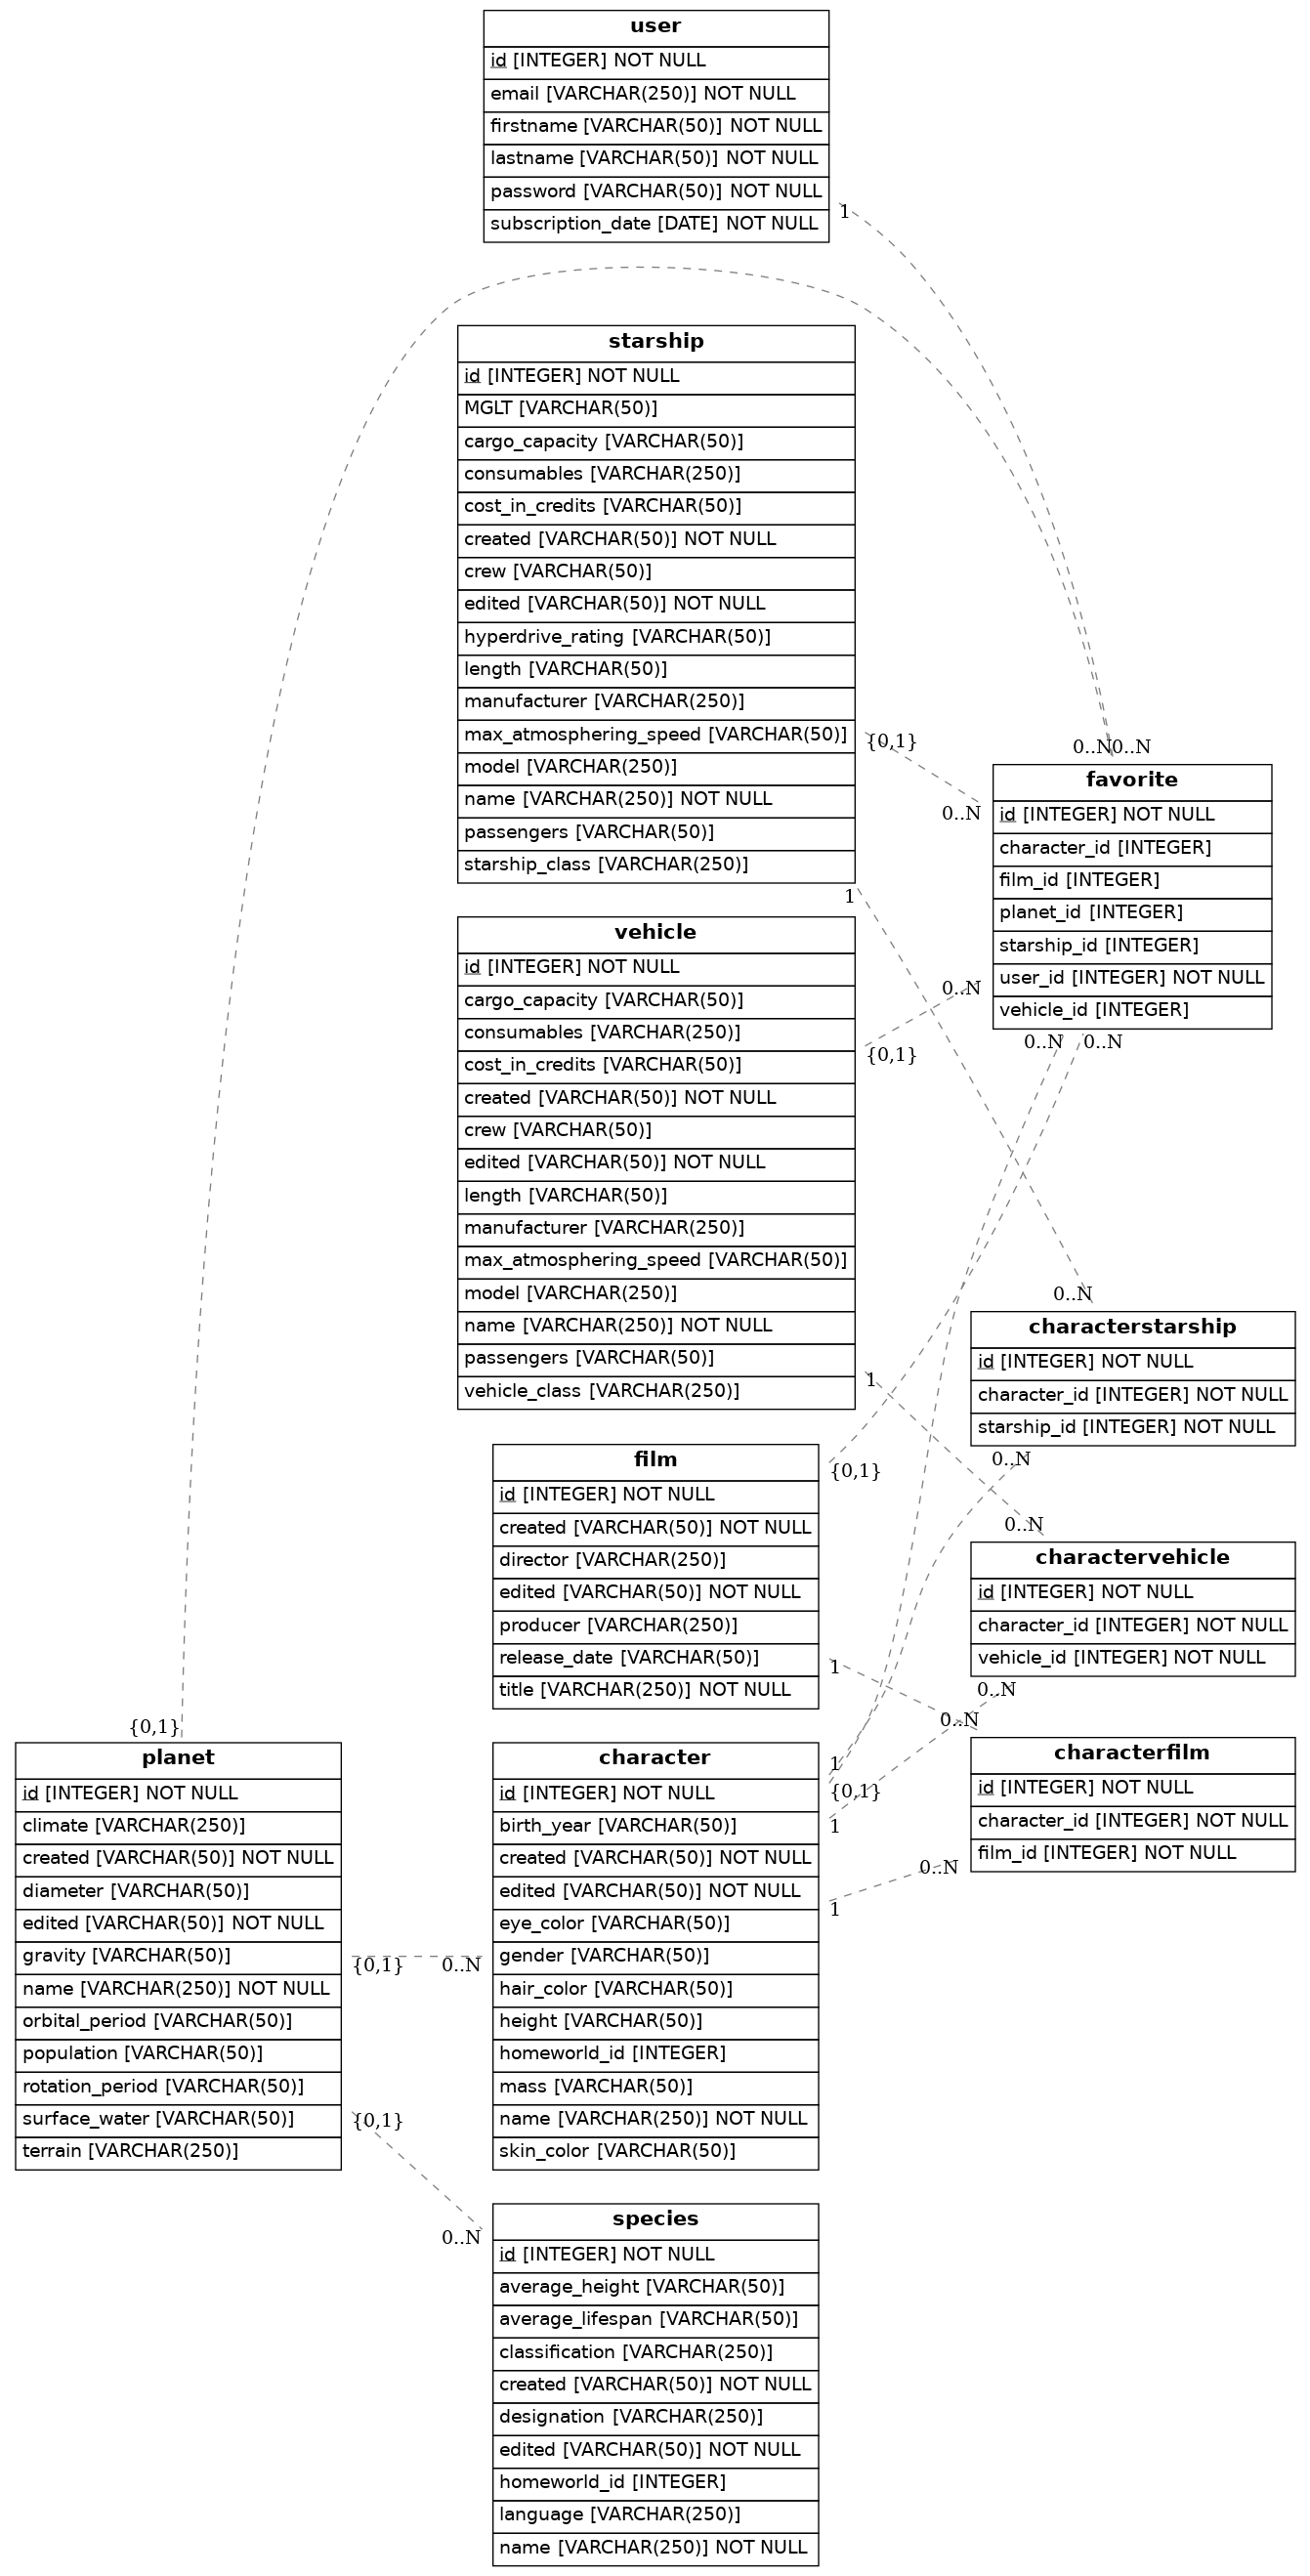 user
id [INTEGER] NOT NULL
email [VARCHAR(250)] NOT NULL
firstname [VARCHAR(50)] NOT NULL
lastname [VARCHAR(50)] NOT NULL
password [VARCHAR(50)] NOT NULL
subscription_date [DATE] NOT NULL
1
starship
id [INTEGER] NOT NULL
MGLT [VARCHAR(50)]
cargo_capacity [VARCHAR(50)]
consumables [VARCHAR(250)]
cost_in_credits [VARCHAR(50)]
created [VARCHAR(50)] NOT NULL
crew [VARCHAR(50)]
edited [VARCHAR(50)] NOT NULL
hyperdrive_rating [VARCHAR(50)]
length [VARCHAR(50)]
manufacturer [VARCHAR(250)]
max_atmosphering_speed [VARCHAR(50)]
model [VARCHAR(250)]
name [VARCHAR(250)] NOT NULL
passengers [VARCHAR(50)]
starship_class [VARCHAR(250)]
{0,1}
0..N
1
0..N
0..N
favorite
id [INTEGER] NOT NULL
character_id [INTEGER]
film_id [INTEGER]
planet_id [INTEGER]
starship_id [INTEGER]
user_id [INTEGER] NOT NULL
vehicle_id [INTEGER]
0..N
0..N
vehicle
id [INTEGER] NOT NULL
cargo_capacity [VARCHAR(50)]
consumables [VARCHAR(250)]
cost_in_credits [VARCHAR(50)]
created [VARCHAR(50)] NOT NULL
crew [VARCHAR(50)]
edited [VARCHAR(50)] NOT NULL
length [VARCHAR(50)]
manufacturer [VARCHAR(250)]
max_atmosphering_speed [VARCHAR(50)]
model [VARCHAR(250)]
name [VARCHAR(250)] NOT NULL
passengers [VARCHAR(50)]
vehicle_class [VARCHAR(250)]
0..N
{0,1}
1
0..N
characterstarship
id [INTEGER] NOT NULL
character_id [INTEGER] NOT NULL
starship_id [INTEGER] NOT NULL
0..N
film
id [INTEGER] NOT NULL
created [VARCHAR(50)] NOT NULL
director [VARCHAR(250)]
edited [VARCHAR(50)] NOT NULL
producer [VARCHAR(250)]
release_date [VARCHAR(50)]
title [VARCHAR(250)] NOT NULL
{0,1}
1
0..N
charactervehicle
id [INTEGER] NOT NULL
character_id [INTEGER] NOT NULL
vehicle_id [INTEGER] NOT NULL
0..N
0..N
characterfilm
id [INTEGER] NOT NULL
character_id [INTEGER] NOT NULL
film_id [INTEGER] NOT NULL
0..N
{0,1}
planet
id [INTEGER] NOT NULL
climate [VARCHAR(250)]
created [VARCHAR(50)] NOT NULL
diameter [VARCHAR(50)]
edited [VARCHAR(50)] NOT NULL
gravity [VARCHAR(50)]
name [VARCHAR(250)] NOT NULL
orbital_period [VARCHAR(50)]
population [VARCHAR(50)]
rotation_period [VARCHAR(50)]
surface_water [VARCHAR(50)]
terrain [VARCHAR(250)]
{0,1}
0..N
{0,1}
0..N
character
id [INTEGER] NOT NULL
birth_year [VARCHAR(50)]
created [VARCHAR(50)] NOT NULL
edited [VARCHAR(50)] NOT NULL
eye_color [VARCHAR(50)]
gender [VARCHAR(50)]
hair_color [VARCHAR(50)]
height [VARCHAR(50)]
homeworld_id [INTEGER]
mass [VARCHAR(50)]
name [VARCHAR(250)] NOT NULL
skin_color [VARCHAR(50)]
1
{0,1}
1
1
species
id [INTEGER] NOT NULL
average_height [VARCHAR(50)]
average_lifespan [VARCHAR(50)]
classification [VARCHAR(250)]
created [VARCHAR(50)] NOT NULL
designation [VARCHAR(250)]
edited [VARCHAR(50)] NOT NULL
homeworld_id [INTEGER]
language [VARCHAR(250)]
name [VARCHAR(250)] NOT NULL